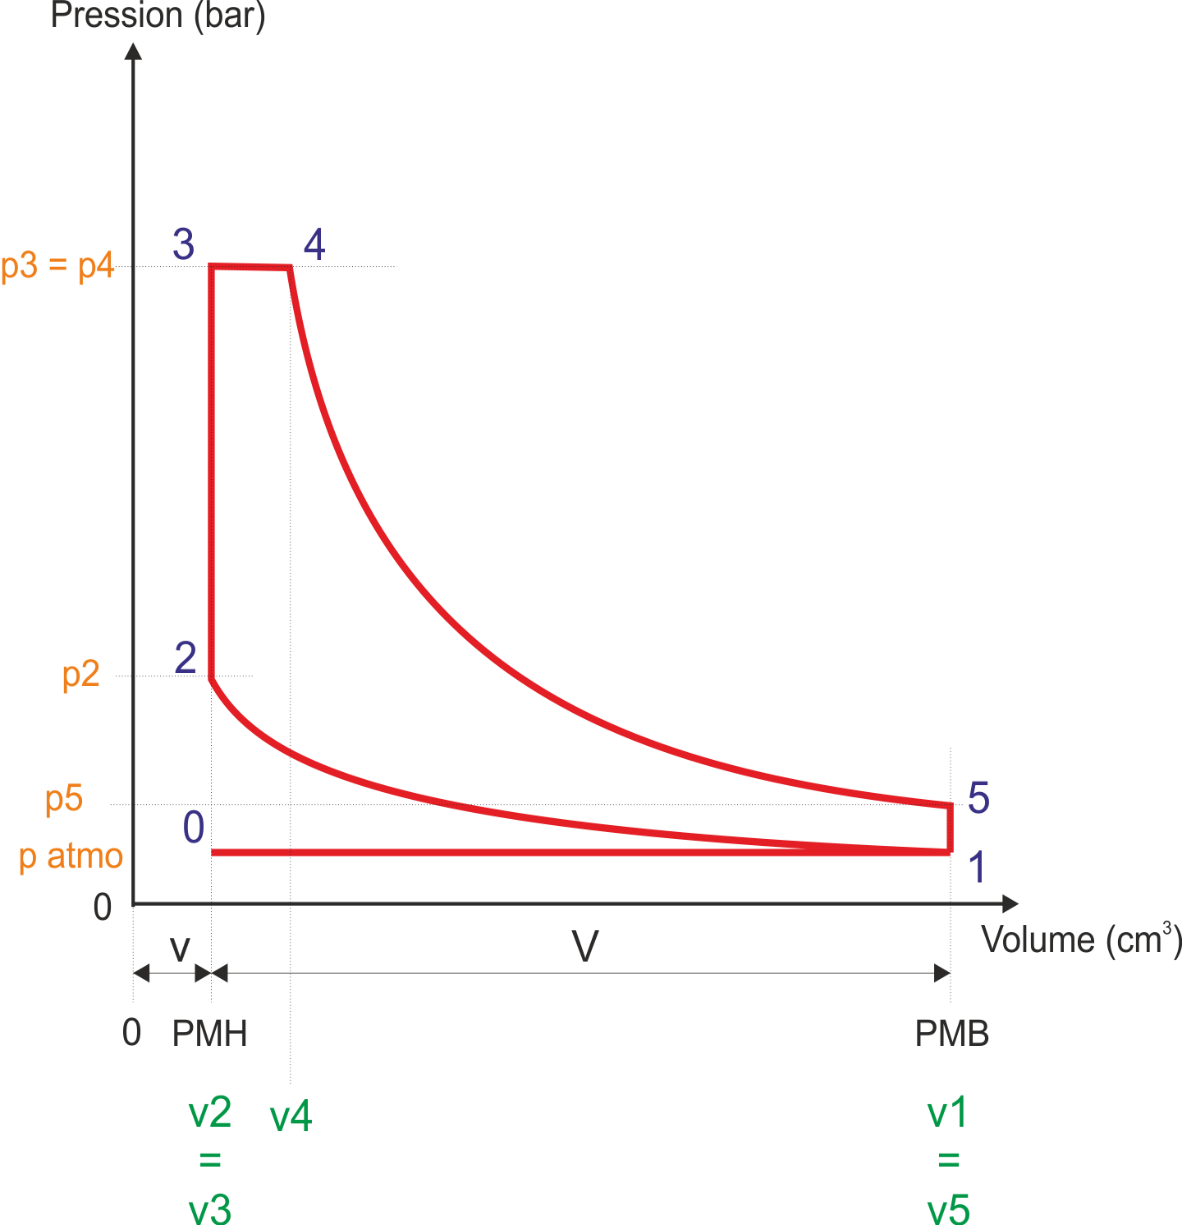 Pression (bar)
3
4
p3 = p4
2
p2
p5
5
0
p atmo
1
0
Volume (cm³)
v
V
0
PMH
PMB
v2
=
v3
v4
v1
=
v5